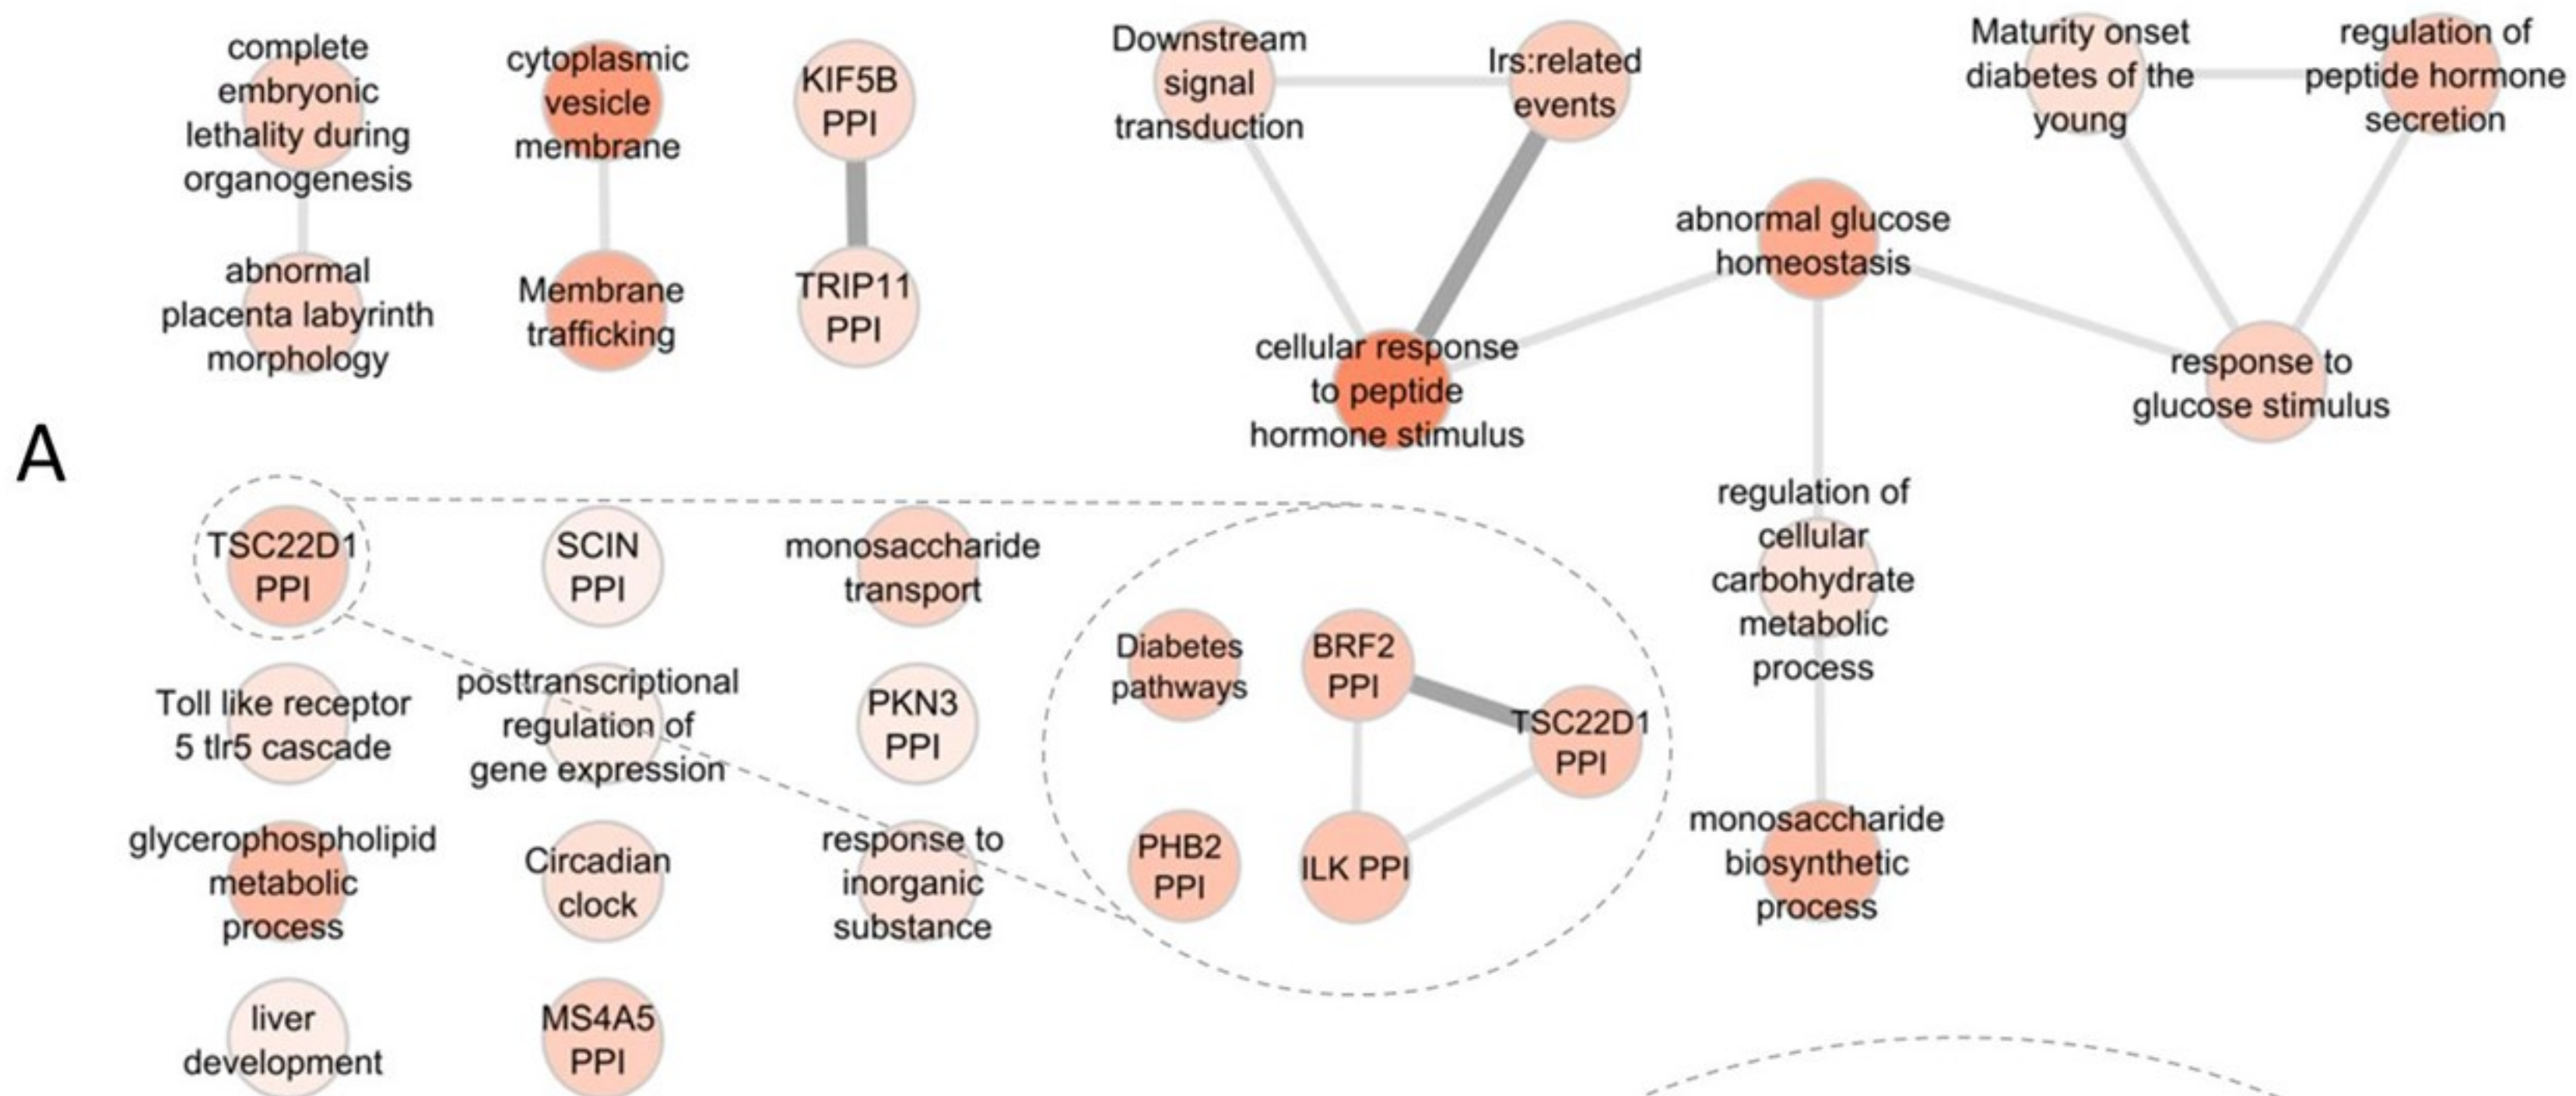 complete
embryonic
lethality during
organogenesis
abnormal
placenta labyrinth
morphology
cytoplasmic
vesicle
membrane
Membrane
trafficking
KIF5B
PPI
TRIP11
PPI
Downstream
signal
transduction
Irs:related
events
cellular response
to peptide
hormone stimulus
abnormal glucose
homeostasis
Maturity onset
diabetes of the
young
regulation of
peptide hormone
secretion
response to
glucose stimulus
regulation of
cellular
carbohydrate
metabolic
process
monosaccharide
biosynthetic
process
A
TSC22D1
PPI
SCIN
PPI
monosaccharide
transport
Toll like receptor
5 tlr5 cascade
posttranscriptional
regulation of
gene expression
PKN3
PPI
glycerophospholipid
metabolic
process
Circadian
clock
response to
inorganic
substance
liver
development
MS4A5
PPI
Diabetes
pathways
BRF2
PPI
TSC22D1
PPI
PHB2
PPI
ILK PPI